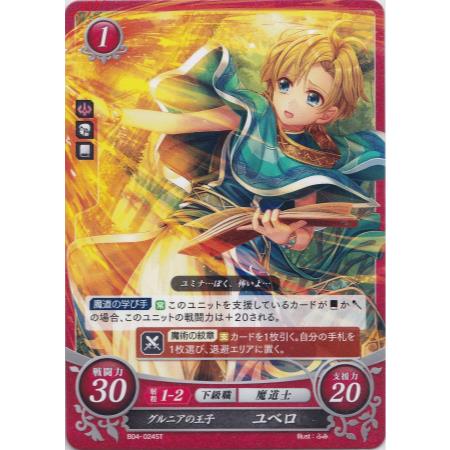 1
ユミナ…ぼく、怖いよ…
魔道の学び手 常 このユニットを支援しているカードが か
の場合、このユニットの戦闘力は+20される。
魔術の紋章 支 カードを1枚引く。自分の手札を
1枚選び、退避エリアに置く。
戦闘力
30
射程 1-2 下級職 魔道士
支援力
20
グルニアの王子 ユベロ
B04-024ST
Illust:ふみ